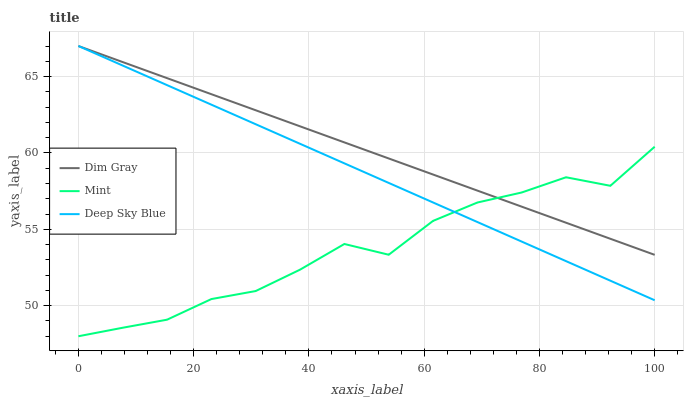 title
yaxis_label
65
60
55
50
Dim Gray
Mint
Deep Sky Blue
0 20 40 60 80 100
xaxis_label